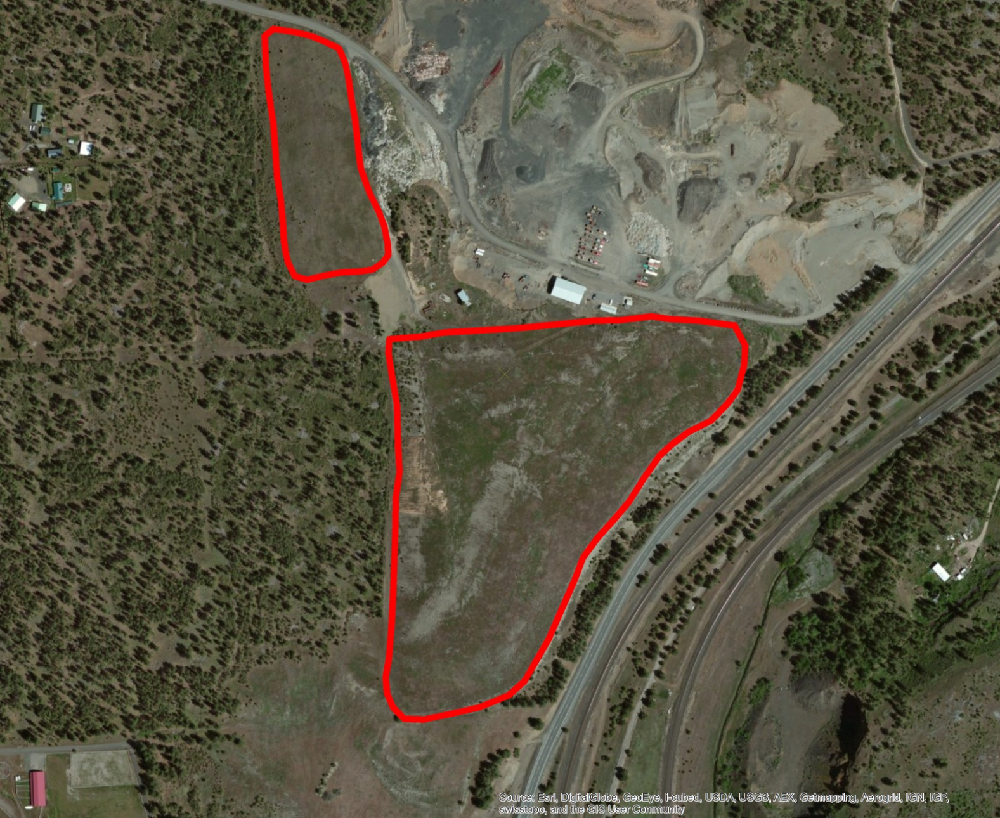 Source: Esri, DigitalGlobe, GeoEye, i-cubed, USDA, USGS, AEX, Getmapping, Aerogrid, IGN, IGP,
swisstopo, and the GIS User Community